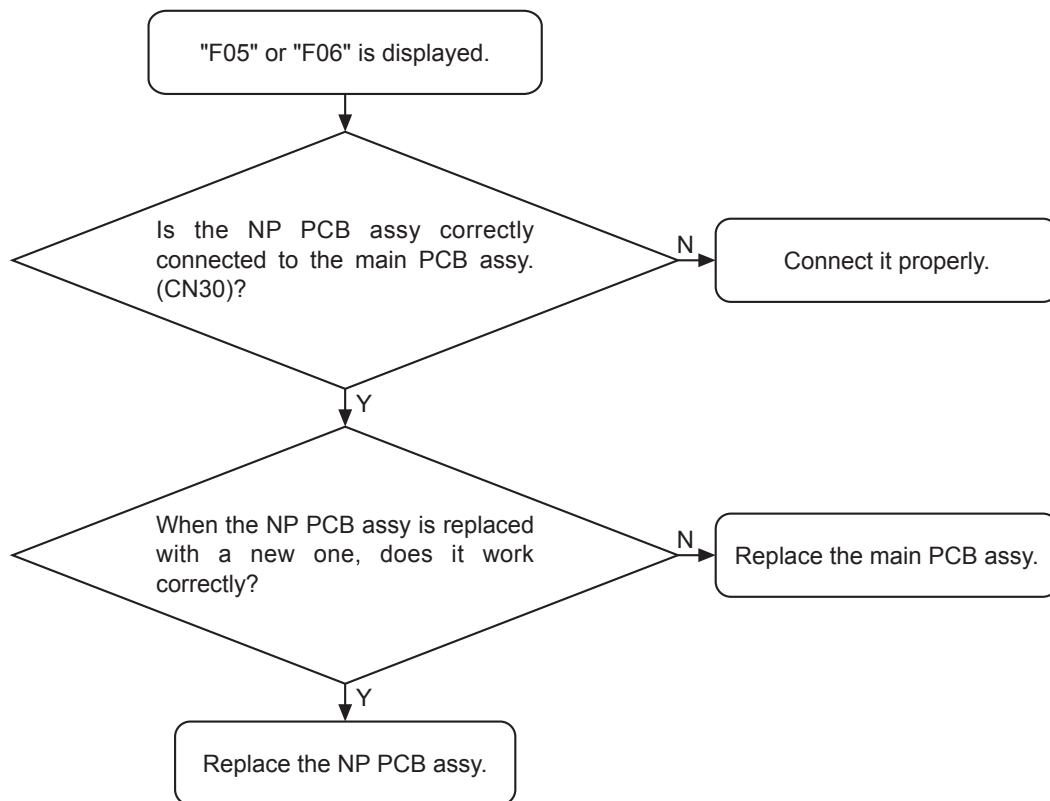 "F05" or "F06" is displayed.
Is the NP PCB assy correctly
connected to the main PCB assy.
(CN30)?
N
Connect it properly.
Y
When the NP PCB assy is replaced
with a new one, does it work
correctly?
N
Replace the main PCB assy.
Y
Replace the NP PCB assy.